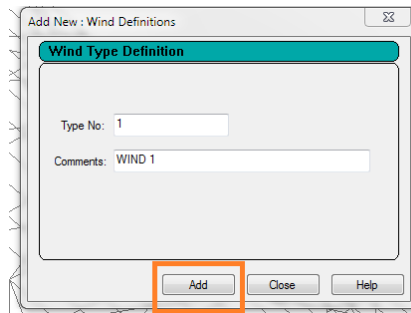 Add New : Wind Definitions
Wind Type Definition
Type No: 1
Comments: WIND 1
Add Close Help